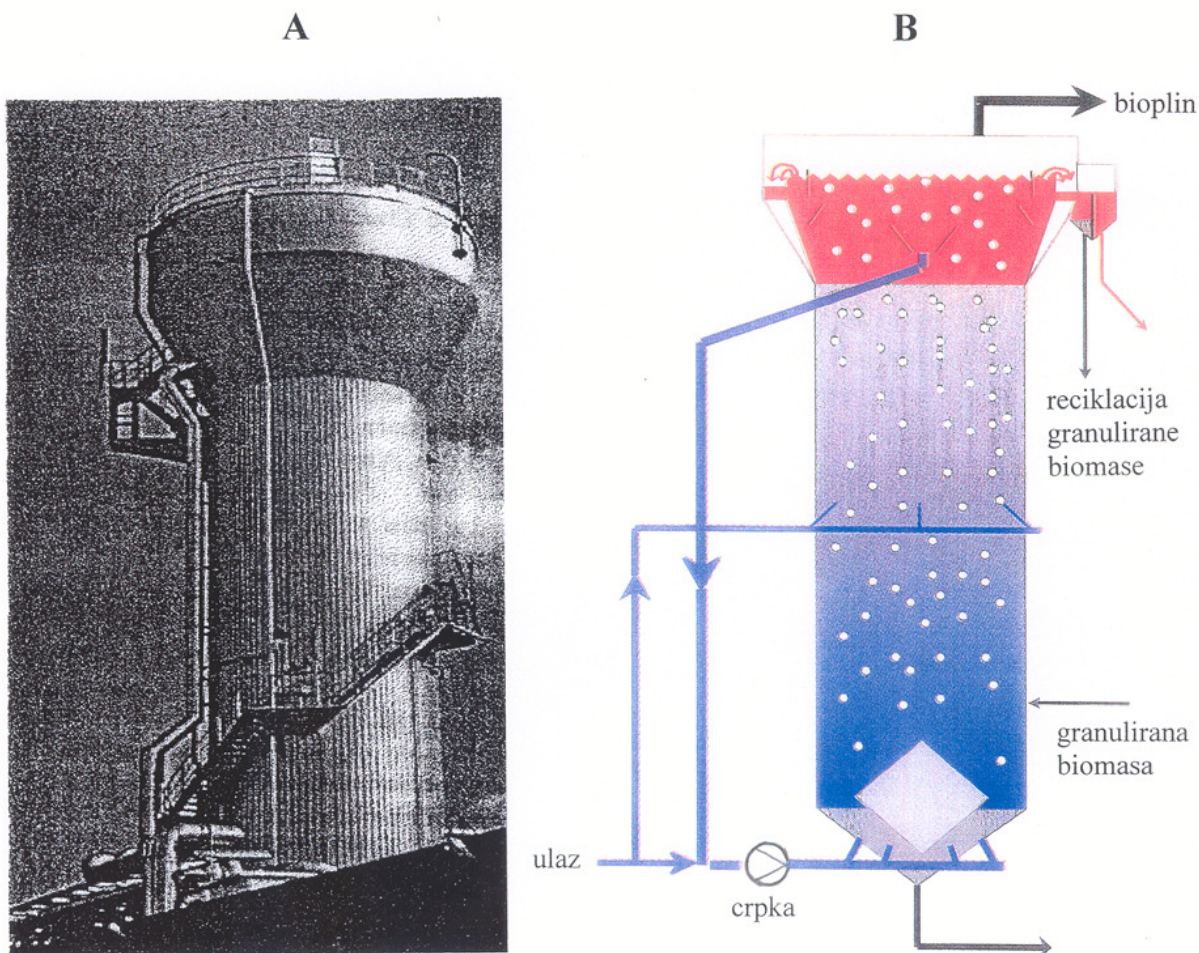 A
B
bioplin
reciklacija
granulirane
biomase
granulirana
biomasa
ulaz
crpka